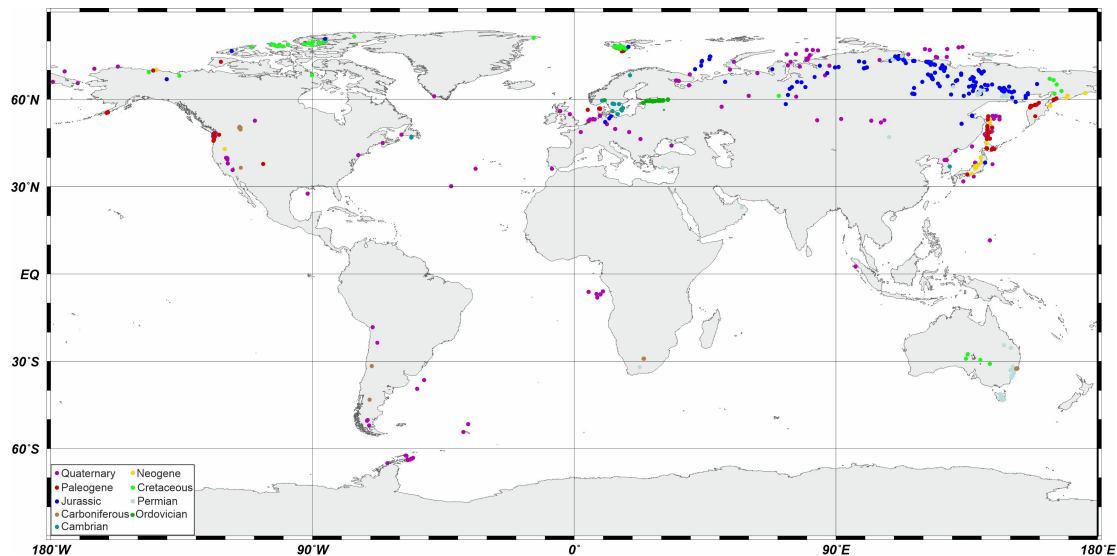 60˚N
30˚N
EQ
30˚S
60˚S
Quaternary Neogene
Paleogene Cretaceous
Jurassic Permian
Carboniferous Ordovician
Cambrian
180˚W 90˚W 0˚ 90˚E 180˚E